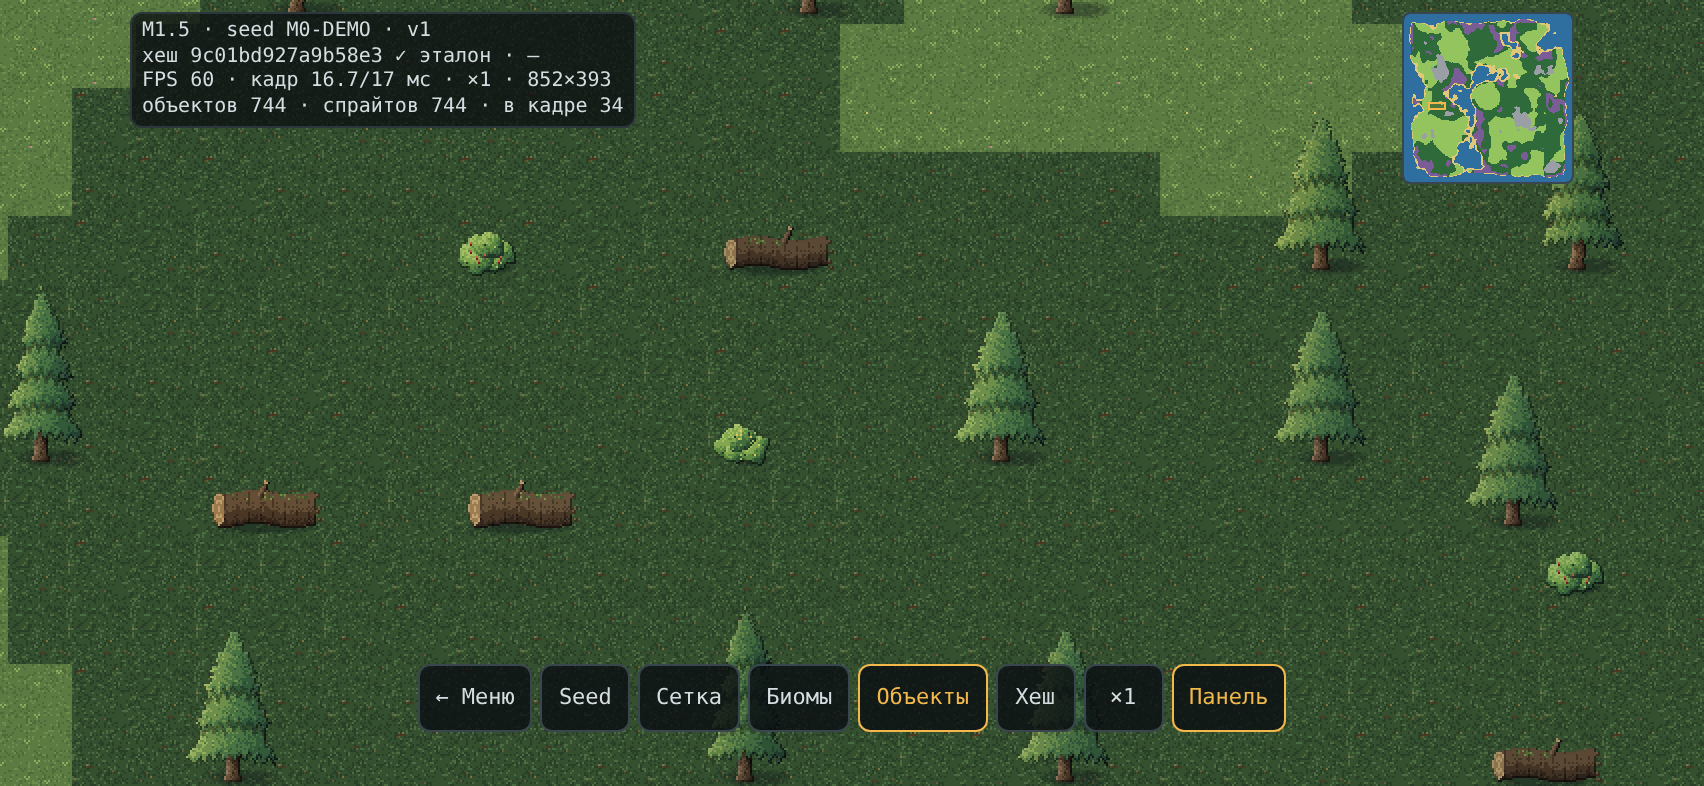 M1.5 · seed M0-DEMO · v1
хеш 9c01bd927a9b58e3 ✓ эталон · —
FPS 60 · кадр 16.7/17 мс · ×1 · 852×393
объектов 744 · спрайтов 744 · в кадре 34
← Меню
Seed
Сетка
Биомы
Объекты
Хеш
×1
Панель